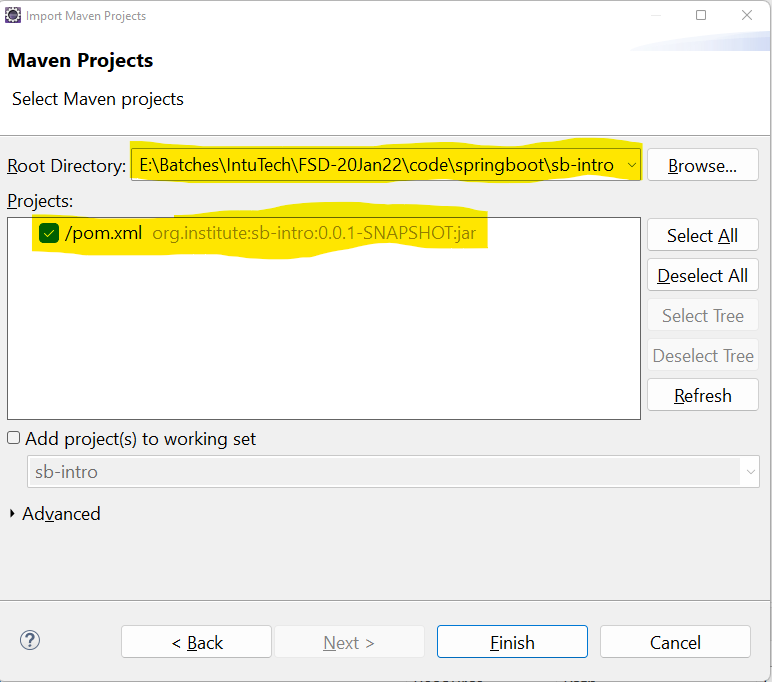 Import Maven Projects
Maven Projects
Select Maven projects
Root Directory: E:\Batches\IntuTech\FSD-20Jan22\code\springboot\sb-intro Browse...
Projects:
/pom.xml org.institute:sb-intro:0.0.1-SNAPSHOT:jar
Select All
Deselect All
Select Tree
Deselect Tree
Refresh
Add project(s) to working set
sb-intro
Advanced
? < Back Next > Finish Cancel